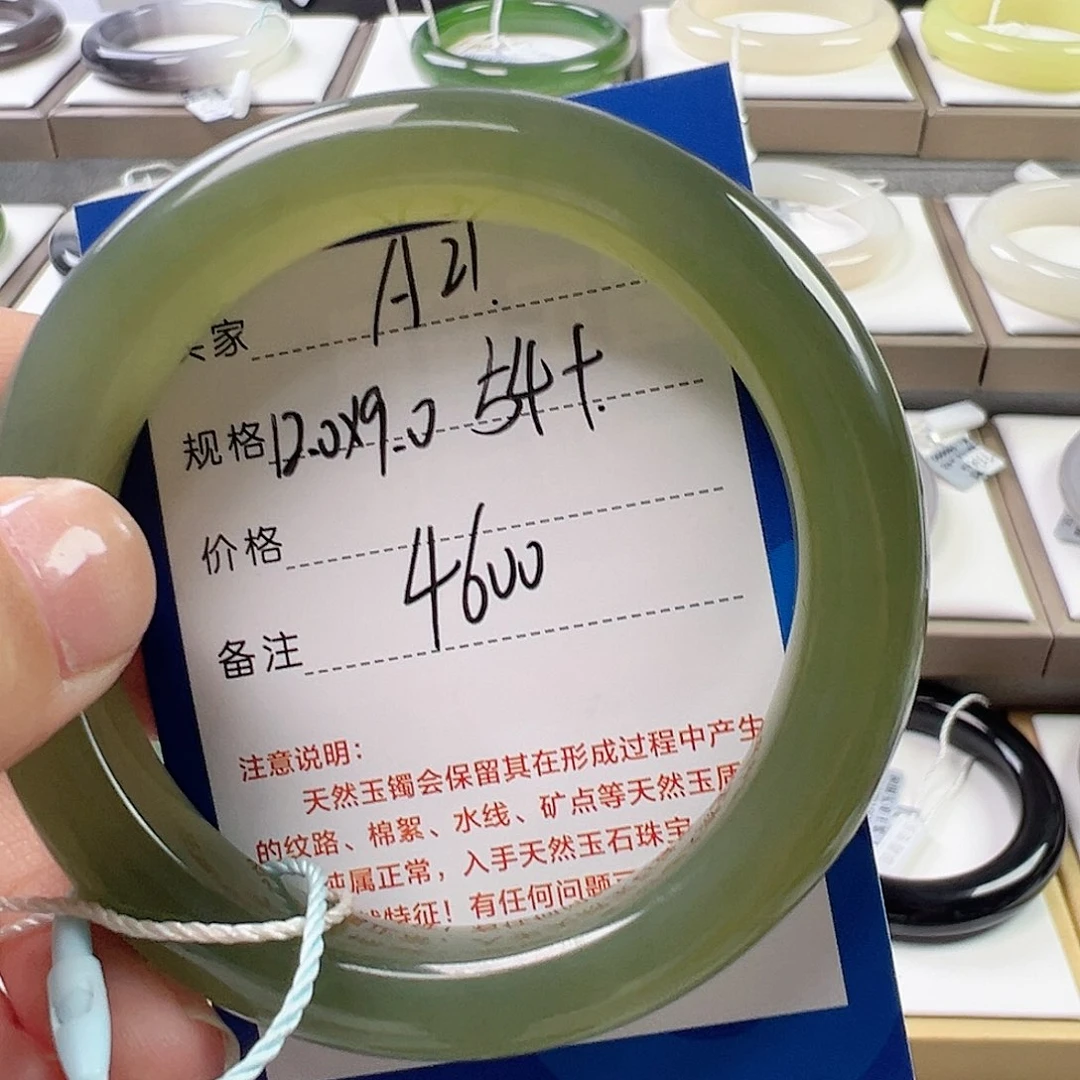 家 A21.
规格 12.0x9.0 54+.
价格 4600
备注
注意说明:
天然玉镯会保留其在形成过程中产生
的纹路、棉絮、水线、矿点等天然玉质
纯属正常，入手天然玉石珠宝
特征！有任何问题